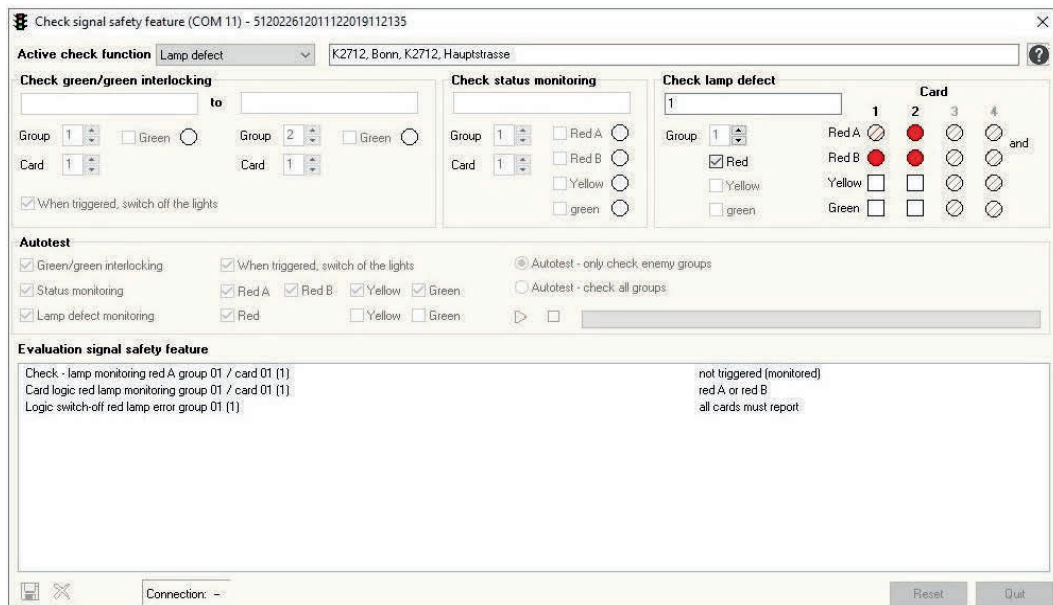 Check signal safety feature (COM 11) - 512022612011122019112135
Active check function Lamp defect K2712, Bonn, K2712, Hauptstrasse
Check green/green interlocking
to
Group 1 Green Group 2 Green
Card 1 Card 1
When triggered, switch off the lights
Check status monitoring
Group 1 Red A
Card 1 Red B
Yellow
green
Check lamp defect
1
Group 1
Red
Yellow
green
Card
1 2 3 4
Red A
and
Red B
Yellow
Green
Autotest
Green/green interlocking When triggered, switch of the lights Autotest - only check enemy groups
Status monitoring Red A Red B Yellow Green Autotest - check all groups
Lamp defect monitoring Red Yellow Green
Evaluation signal safety feature
Check - lamp monitoring red A group 01 / card 01 (1) not triggered (monitored)
Card logic red lamp monitoring group 01 / card 01 (1) red A or red B
Logic switch-off red lamp error group 01 (1) all cards must report
Connection: – Reset Quit